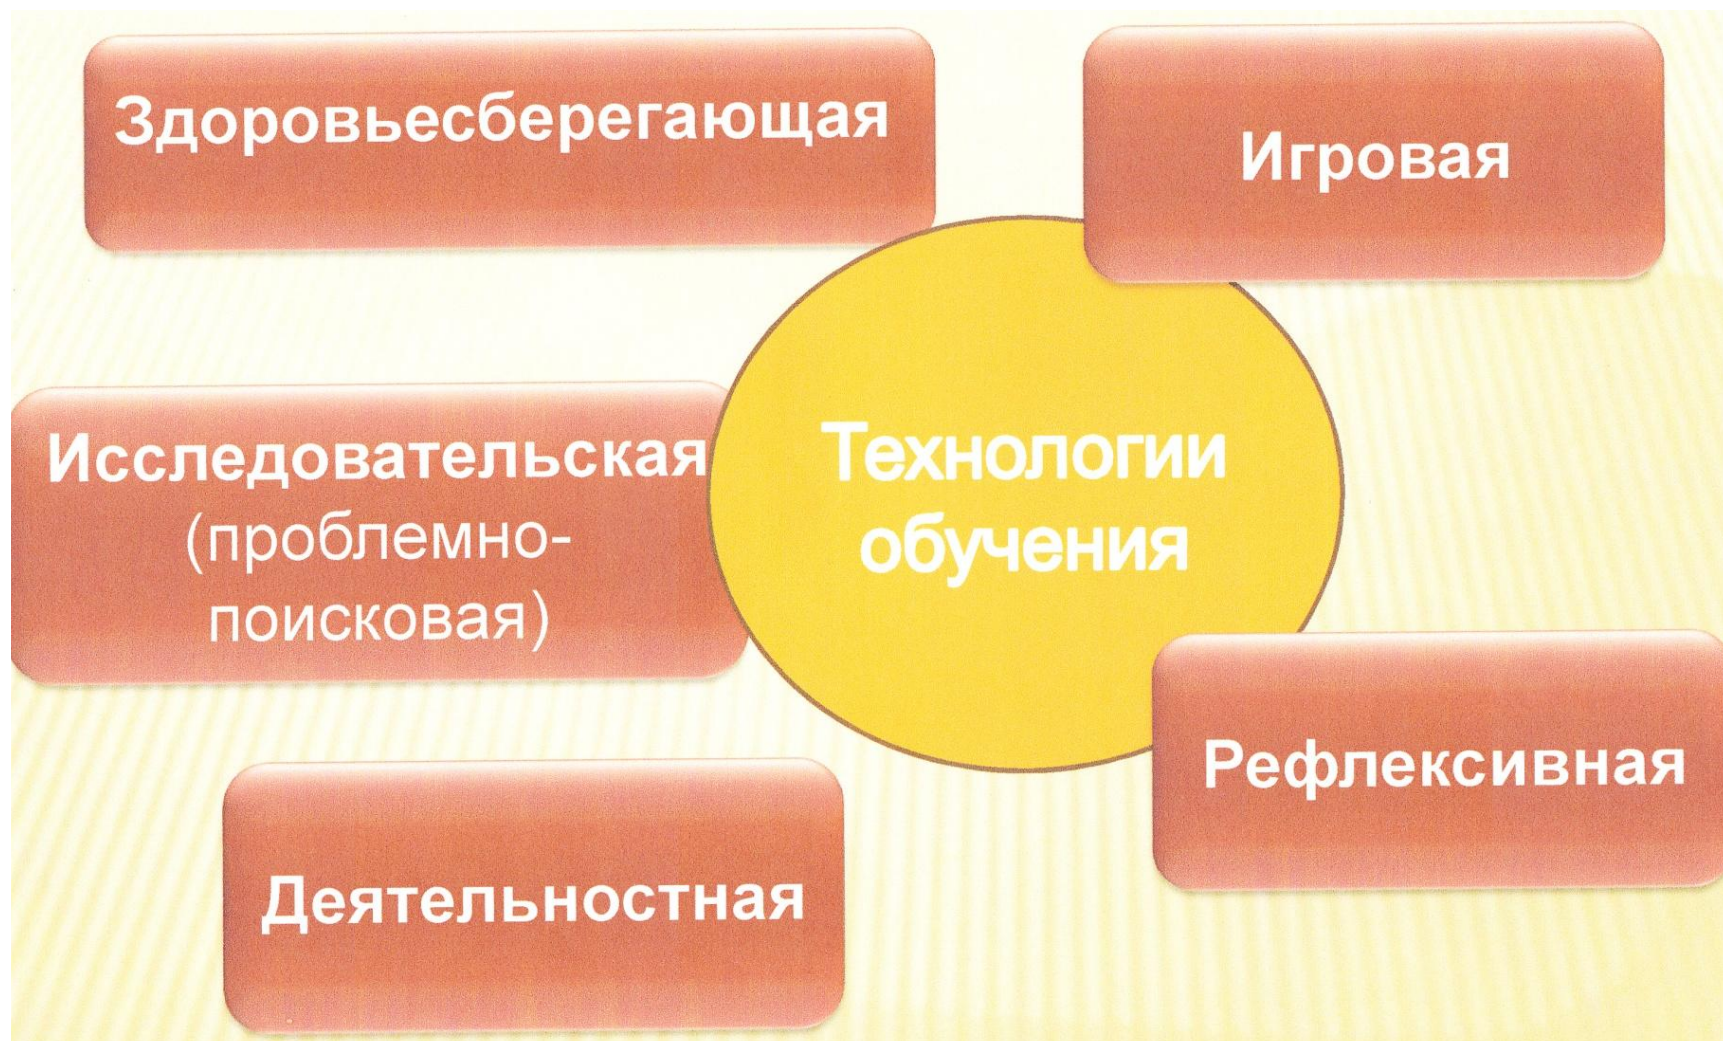 Здоровьесберегающая
Игровая
Исследовательская
(проблемно-
поисковая)
Технологии
обучения
Рефлексивная
Деятельностная